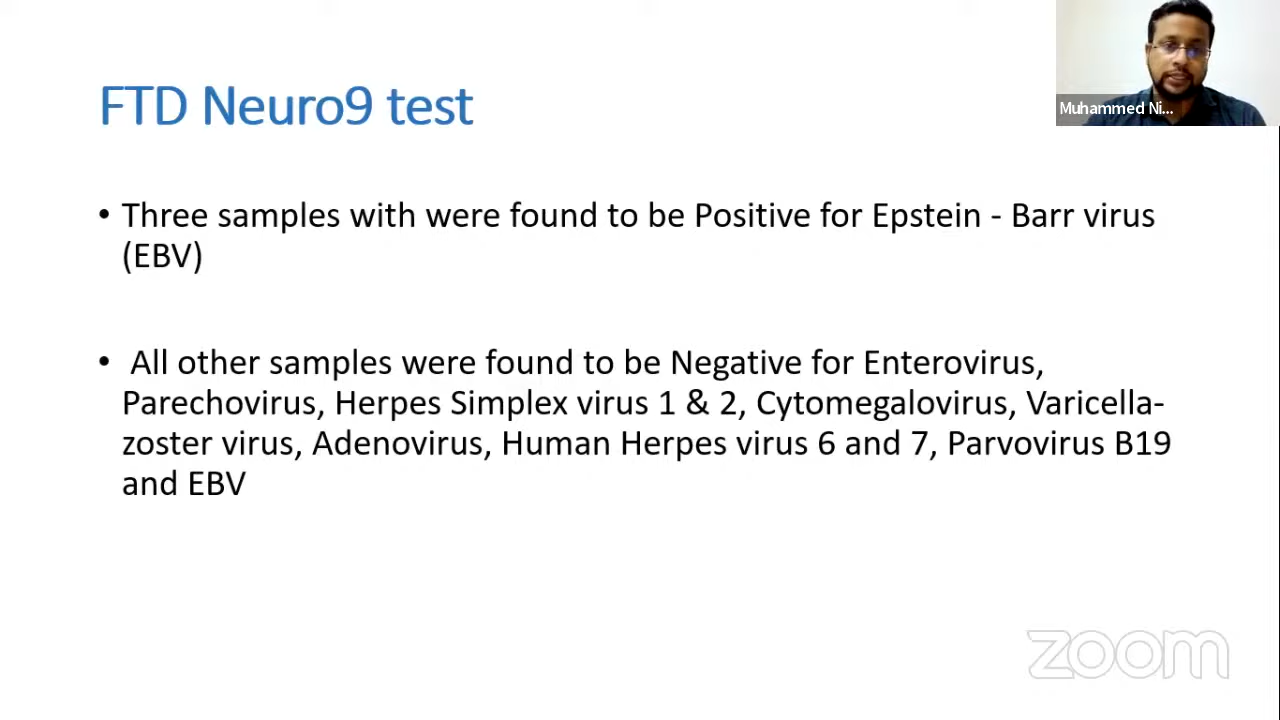 FTD Neuro9 test
Muhammed Ni...
• Three samples with were found to be Positive for Epstein - Barr virus
(EBV)
• All other samples were found to be Negative for Enterovirus,
Parechovirus, Herpes Simplex virus 1 & 2, Cytomegalovirus, Varicella-
zoster virus, Adenovirus, Human Herpes virus 6 and 7, Parvovirus B19
and EBV
zoom